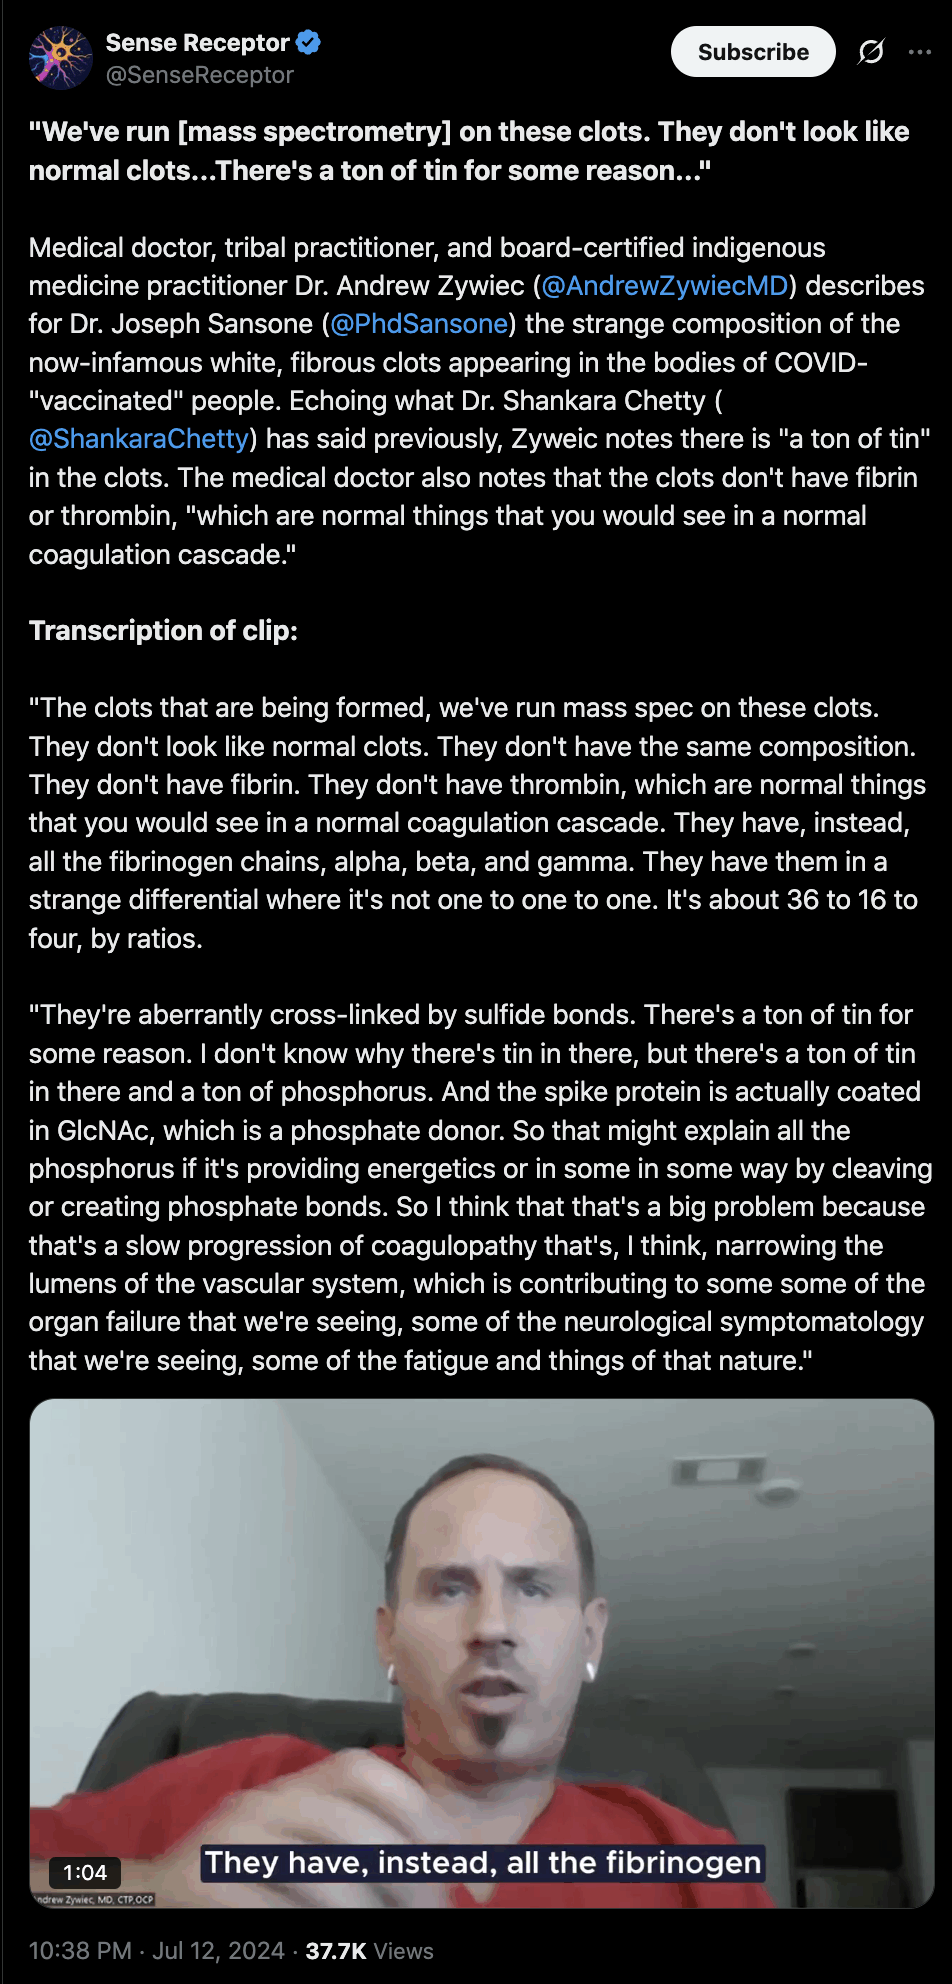 Sense Receptor
@SenseReceptor
Subscribe
"We've run [mass spectrometry] on these clots. They don't look like
normal clots...There's a ton of tin for some reason..."
Medical doctor, tribal practitioner, and board-certified indigenous
medicine practitioner Dr. Andrew Zywiec (@AndrewZywiecMD) describes
for Dr. Joseph Sansone (@PhdSansone) the strange composition of the
now-infamous white, fibrous clots appearing in the bodies of COVID-
"vaccinated" people. Echoing what Dr. Shankara Chetty (
@ShankaraChetty) has said previously, Zyweic notes there is "a ton of tin"
in the clots. The medical doctor also notes that the clots don't have fibrin
or thrombin, "which are normal things that you would see in a normal
coagulation cascade."
Transcription of clip:
"The clots that are being formed, we've run mass spec on these clots.
They don't look like normal clots. They don't have the same composition.
They don't have fibrin. They don't have thrombin, which are normal things
that you would see in a normal coagulation cascade. They have, instead,
all the fibrinogen chains, alpha, beta, and gamma. They have them in a
strange differential where it's not one to one to one. It's about 36 to 16 to
four, by ratios.
"They're aberrantly cross-linked by sulfide bonds. There's a ton of tin for
some reason. I don't know why there's tin in there, but there's a ton of tin
in there and a ton of phosphorus. And the spike protein is actually coated
in GlcNAc, which is a phosphate donor. So that might explain all the
phosphorus if it's providing energetics or in some in some way by cleaving
or creating phosphate bonds. So I think that that's a big problem because
that's a slow progression of coagulopathy that's, I think, narrowing the
lumens of the vascular system, which is contributing to some some of the
organ failure that we're seeing, some of the neurological symptomatology
that we're seeing, some of the fatigue and things of that nature."
They have, instead, all the fibrinogen
1:04
ndrew Zywiec, MD, CTP,OCP
10:38 PM · Jul 12, 2024 · 37.7K Views